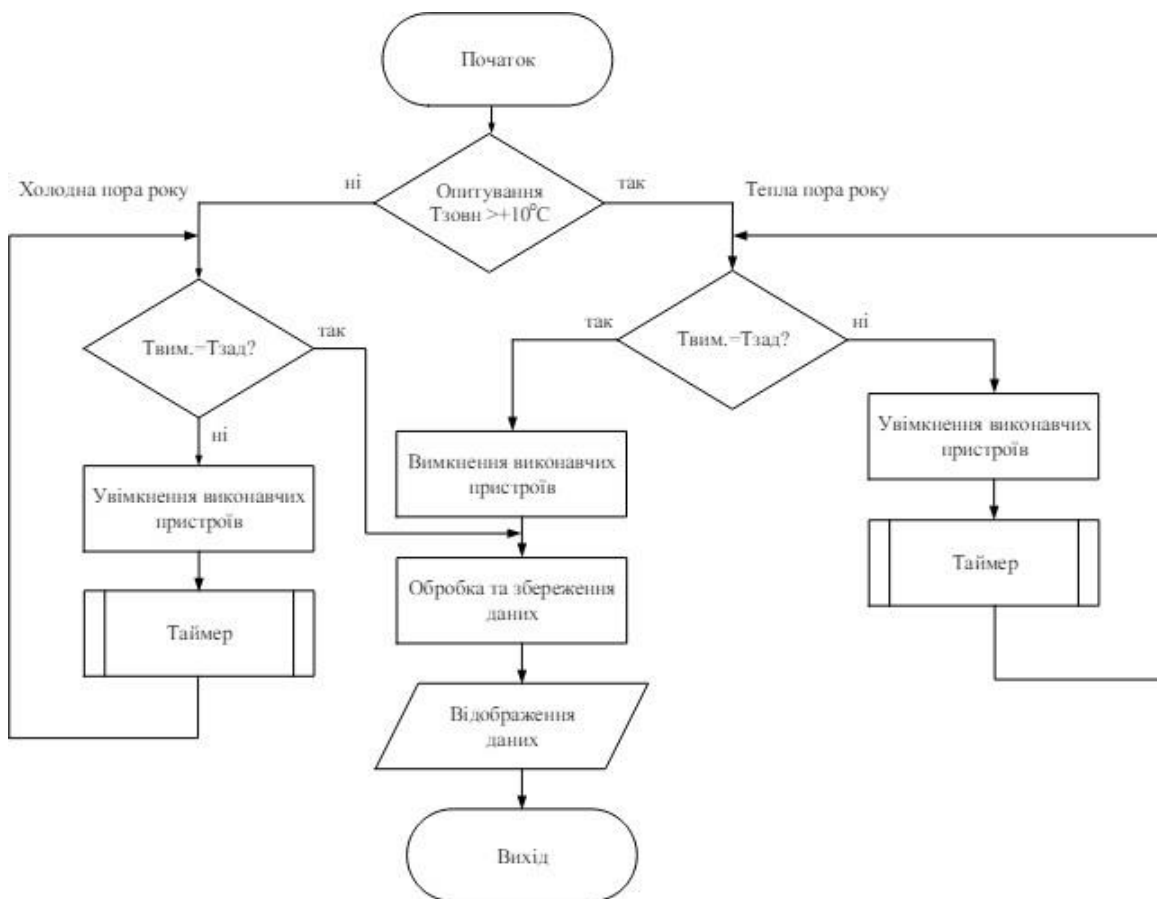 Початок
Холодна пора року
ні
Опитування
Тзовн >+10⁰С
так
Тепла пора року
Твим.=Тзад?
так
так
Твим.=Тзад?
ні
ні
Увімкнення виконавчих
пристроїв
Вимкнення виконавчих
пристроїв
Увімкнення виконавчих
пристроїв
Таймер
Обробка та збереження
даних
Таймер
Відображення
даних
Вихід